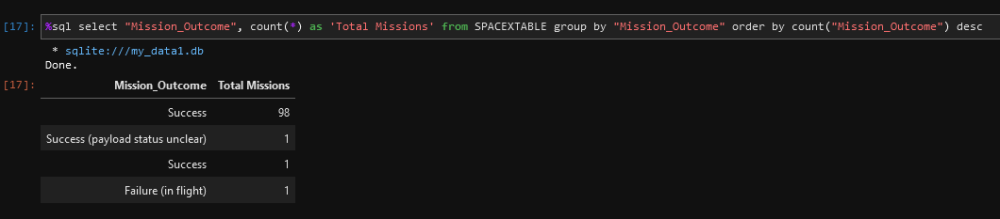 [17]: %sql select "Mission_Outcome", count(*) as 'Total Missions' from SPACEXTABLE group by "Mission_Outcome" order by count("Mission_Outcome") desc
* sqlite:///my_data1.db
Done.
[17]: Mission_Outcome Total Missions
Success 98
Success (payload status unclear) 1
Success 1
Failure (in flight) 1